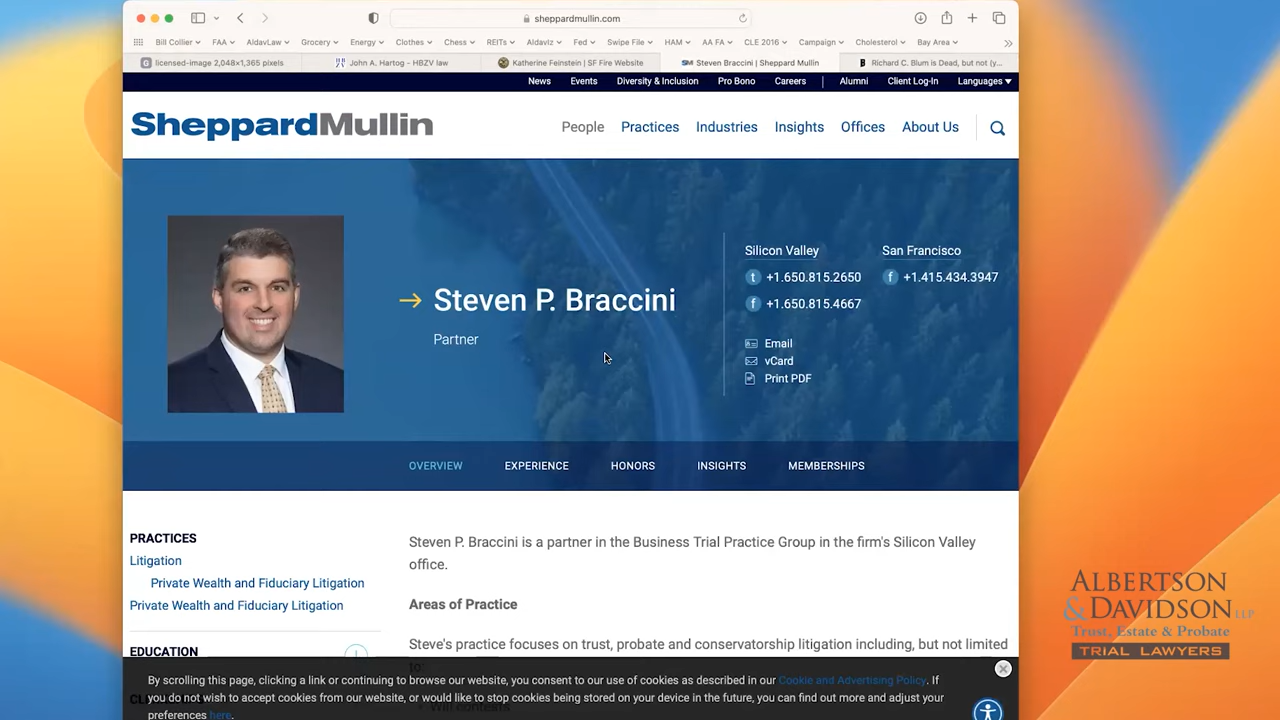 sheppardmullin.com
Bill Collier FAA AldavLaw Grocery Energy Clothes Chess REITs Aldaviz Fed Swipe File HAM AA FA CLE 2016 Campaign Cholesterol Bay Area
licensed-image 2,048×1,365 pixels John A. Hartog - HBZV law Katherine Feinstein | SF Fire Website Steven Braccini | Sheppard Mullin Richard C. Blum is Dead, but not (y...
News Events Diversity & Inclusion Pro Bono Careers Alumni Client Log-In Languages
SheppardMullin
People Practices Industries Insights Offices About Us
Silicon Valley San Francisco
t +1.650.815.2650 f +1.415.434.3947
Steven P. Braccini
f +1.650.815.4667
Partner
Email
vCard
Print PDF
OVERVIEW EXPERIENCE HONORS INSIGHTS MEMBERSHIPS
PRACTICES
Litigation
Private Wealth and Fiduciary Litigation
Private Wealth and Fiduciary Litigation
EDUCATION
Steven P. Braccini is a partner in the Business Trial Practice Group in the firm's Silicon Valley
office.
Areas of Practice
Steve's practice focuses on trust, probate and conservatorship litigation including, but not limited
to:
Will contests
By scrolling this page, clicking a link or continuing to browse our website, you consent to our use of cookies as described in our Cookie and Advertising Policy. If
you do not wish to accept cookies from our website, or would like to stop cookies being stored on your device in the future, you can find out more and adjust your
preferences here.
ALBERTSON
& DAVIDSON LLP
Trust, Estate & Probate
TRIAL LAWYERS